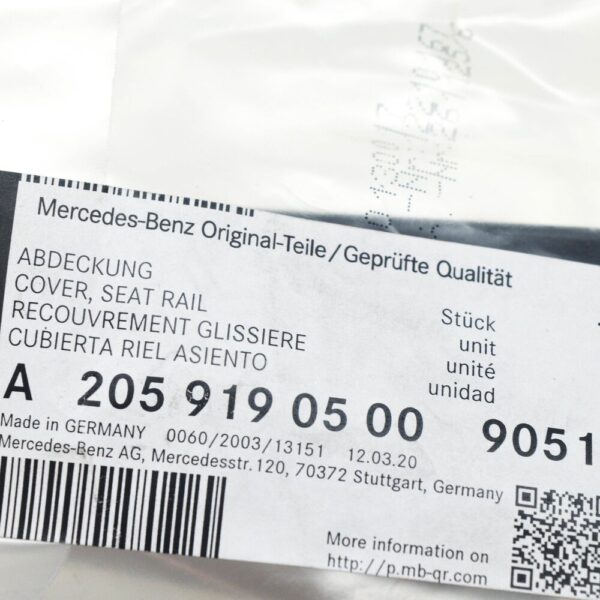 Mercedes-Benz Original-Teile/Geprüfte Qualität
ABDECKUNG
COVER, SEAT RAIL
RECOUVREMENT GLISSIERE
CUBIERTA RIEL ASIENTO
Stück
unit
unité
unidad
A 205 919 05 00 9051
Made in GERMANY 0060/2003/13151 12.03.20
Mercedes-Benz AG, Mercedesstr.120, 70372 Stuttgart, Germany
More information on
http://p.mb-qr.com